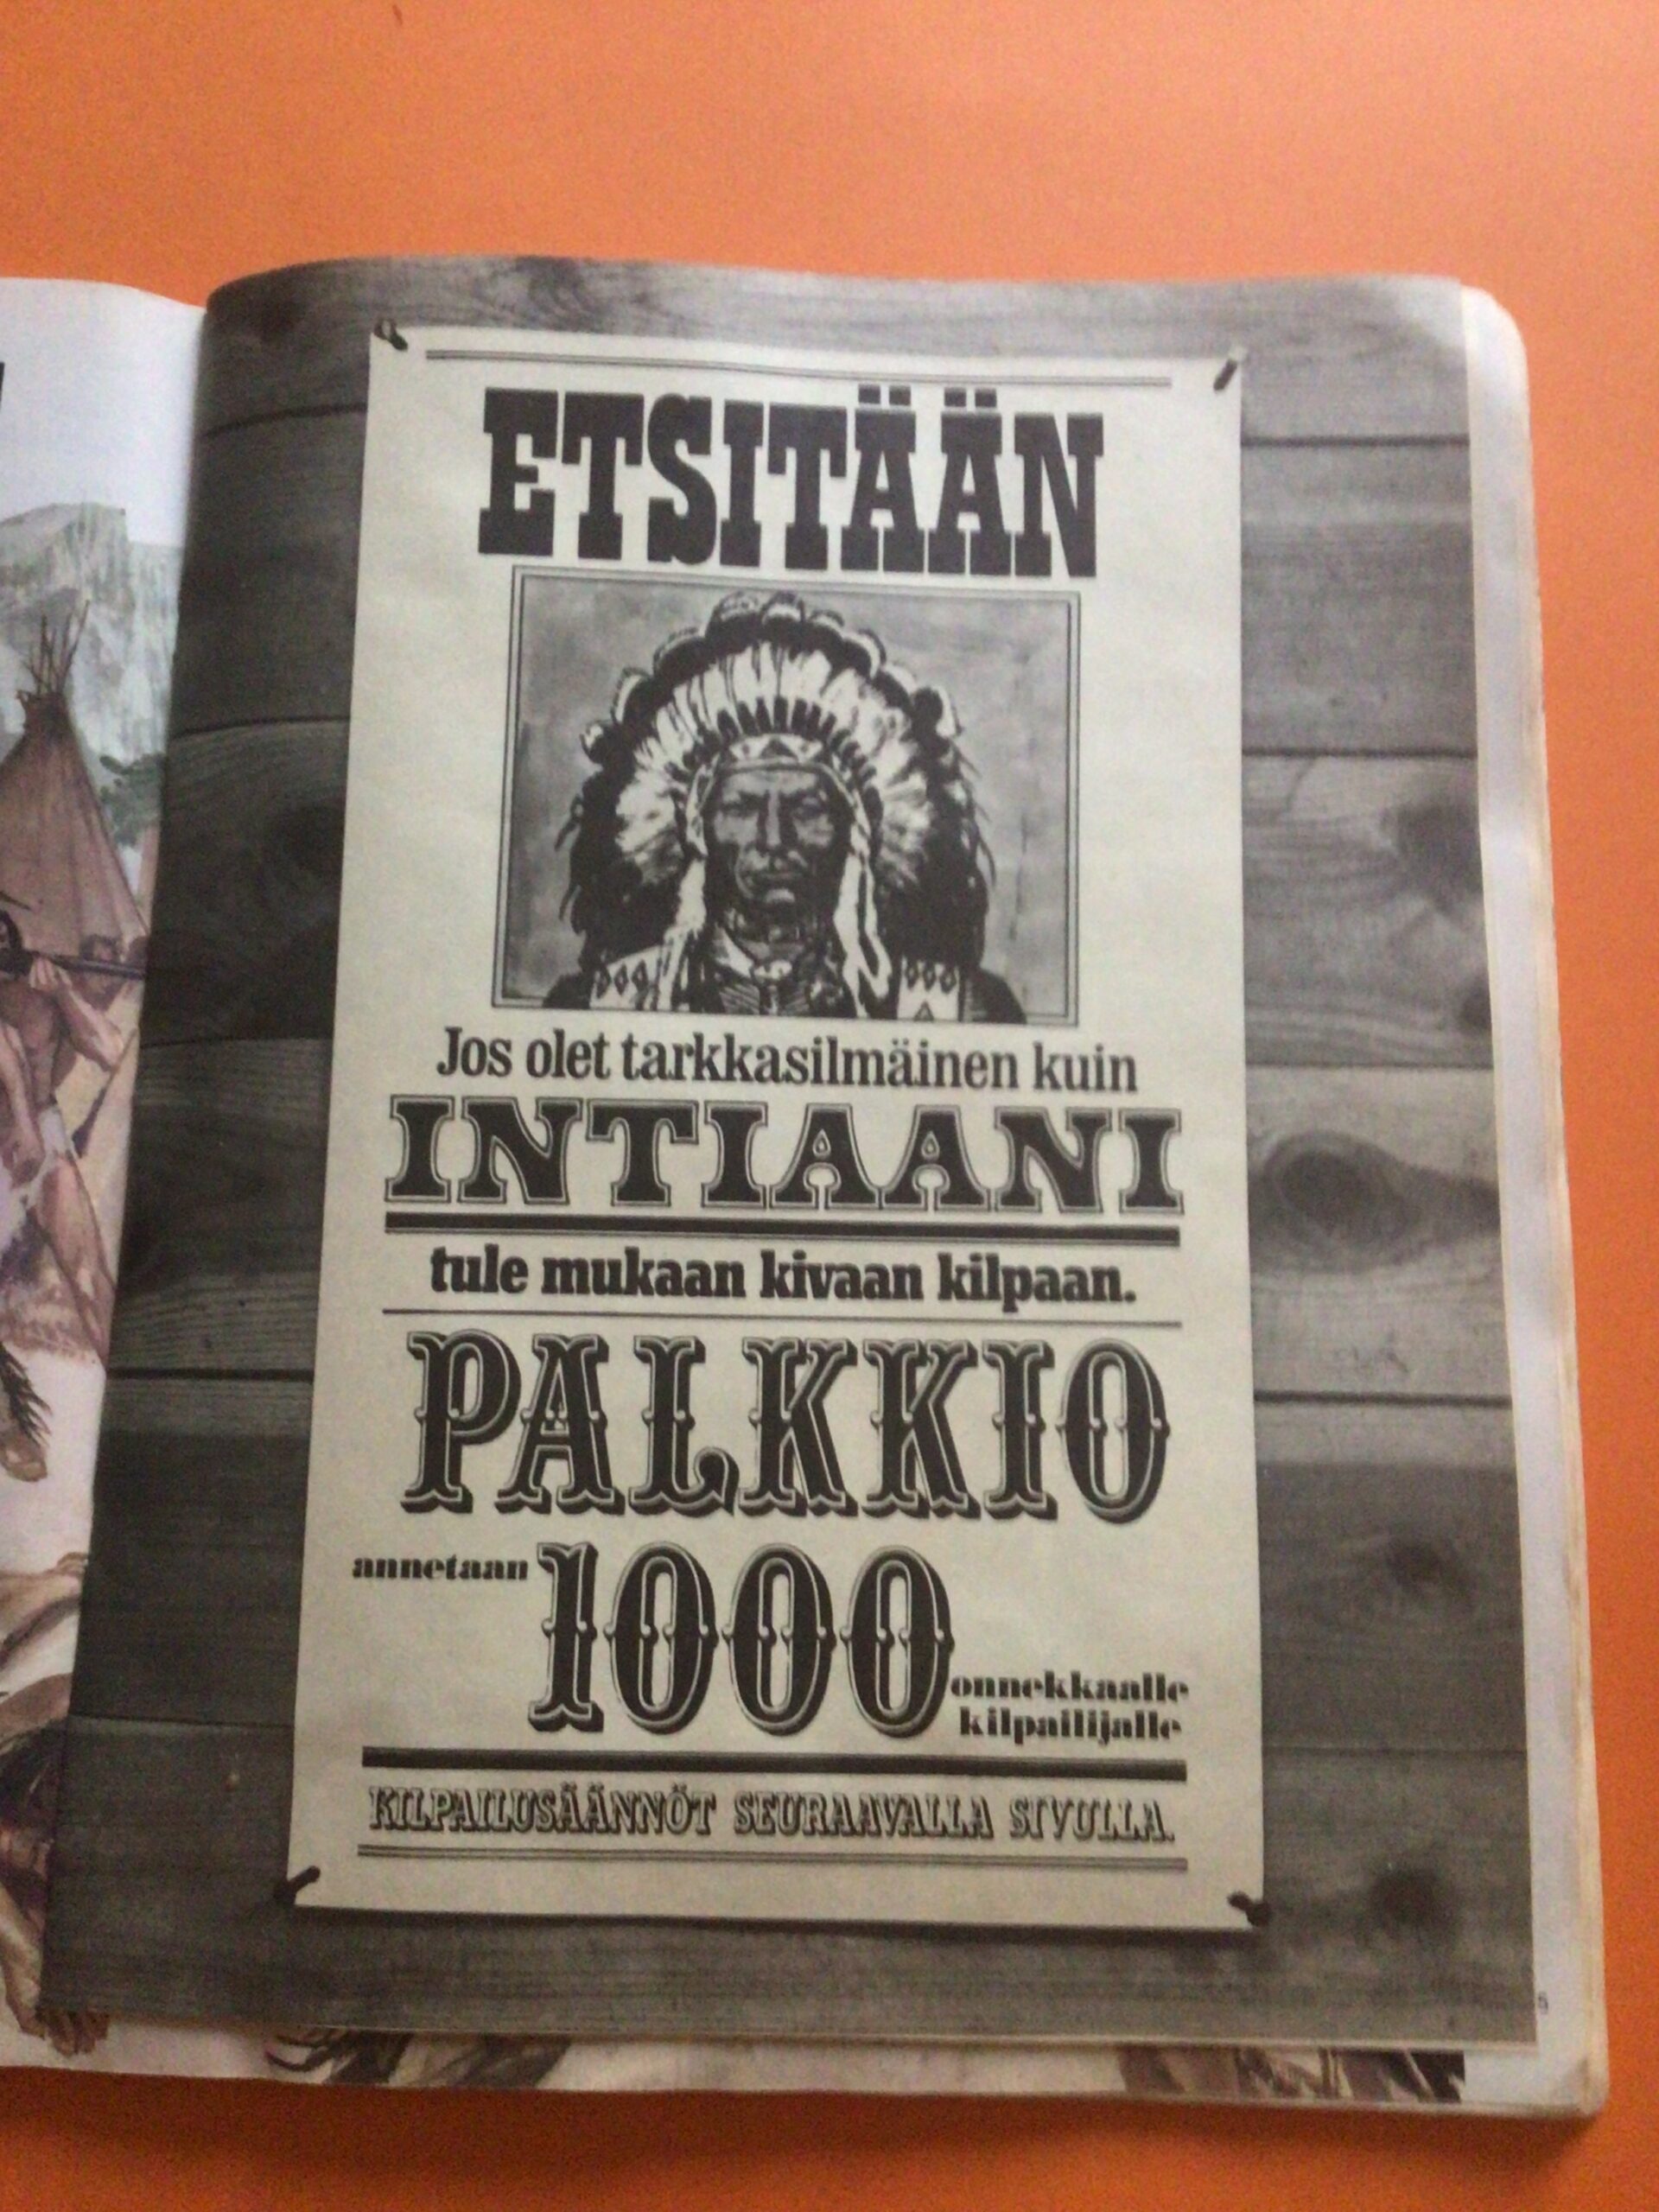 ETSITÄÄN
Jos olet tarkkasilmäinen kuin
INTIAANI
tule mukaan kivaan kilpaan.
PALKKIO
annetaan 1000 onnekkaalle
kilpailijalle
KILPAILUSÄÄNNÖT SEURAAVALLA SIVULLA.